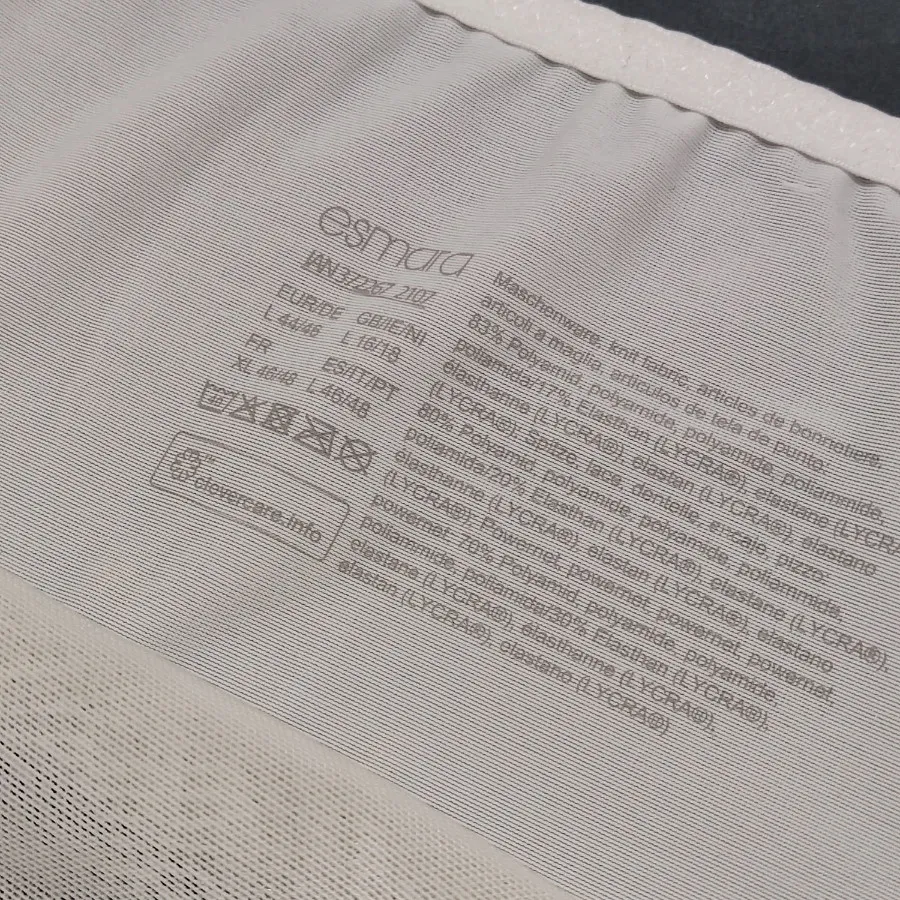 esmara
IAN 372267 2107
EUR/DE GB/IE/NI
L 44/46 L 16/18
FR ES/IT/PT
XL 46/48 L 46/48
40
clevercare.info
Maschenware, knit fabric, articles de bonneterie,
articoli a maglia, artículos de tela de punto:
83% Polyamid, polyamide, polyamide, poliammide,
poliamida/17% Elasthan (LYCRA®), elastane (LYCRA
élasthanne (LYCRA®), elastan (LYCRA®), elastano
(LYCRA®); Spitze, lace, dentelle, encaje, pizzo:
80% Polyamid, polyamide, polyamide, poliammide,
poliamida/20% Elasthan (LYCRA®), elastane (LYCRA®),
élasthanne (LYCRA®), elastan (LYCRA®), elastano
(LYCRA®); Powernet, powernet, powernet, powernet,
powernet: 70% Polyamid, polyamide, polyamide,
poliammide, poliamida/30% Elasthan (LYCRA®),
elastane (LYCRA®), élasthanne (LYCRA®),
elastan (LYCRA®), elastano (LYCRA®)